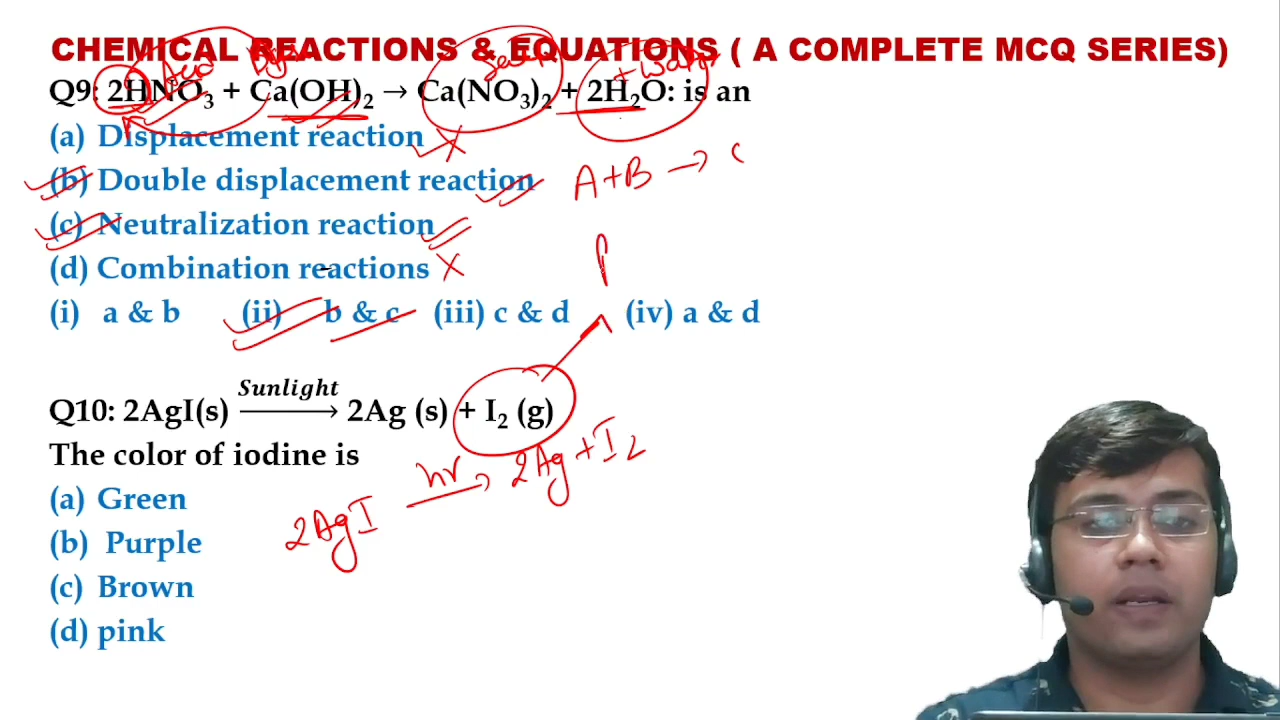 CHEMICAL REACTIONS & EQUATIONS ( A COMPLETE MCQ SERIES)
Q9: 2HNO₃ + Ca(OH)₂ → Ca(NO₃)₂ + 2H₂O: is an
(a) Displacement reaction
(b) Double displacement reaction
A+B →
(c) Neutralization reaction
(d) Combination reactions
(i) a & b (ii) b & c (iii) c & d (iv) a & d
Sunlight
Q10: 2AgI(s) → 2Ag (s) + I₂ (g)
The color of iodine is
2AgI → 2Ag+I₂
(a) Green
(b) Purple
(c) Brown
(d) pink